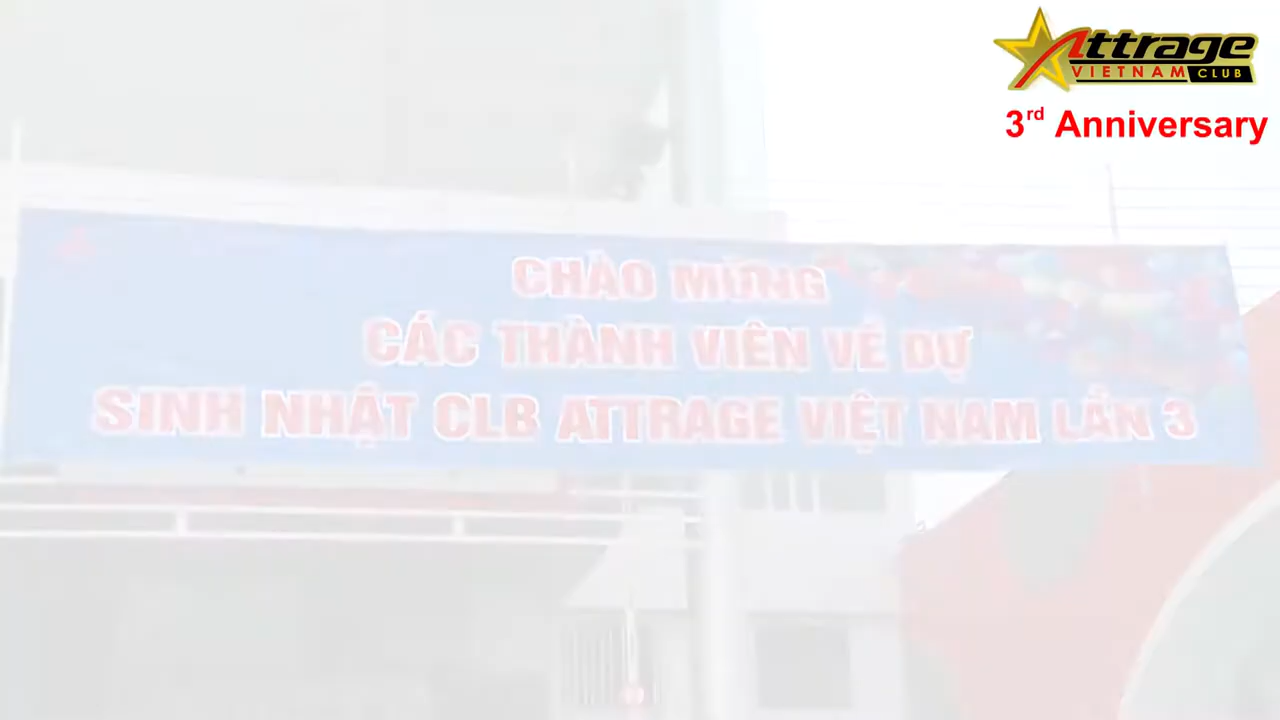 Attrage
VIETNAM CLUB
3rd Anniversary
CHÀO MỪNG
CÁC THÀNH VIÊN VỀ DỰ
SINH NHẬT CLB ATTRAGE VIỆT NAM LẦN 3